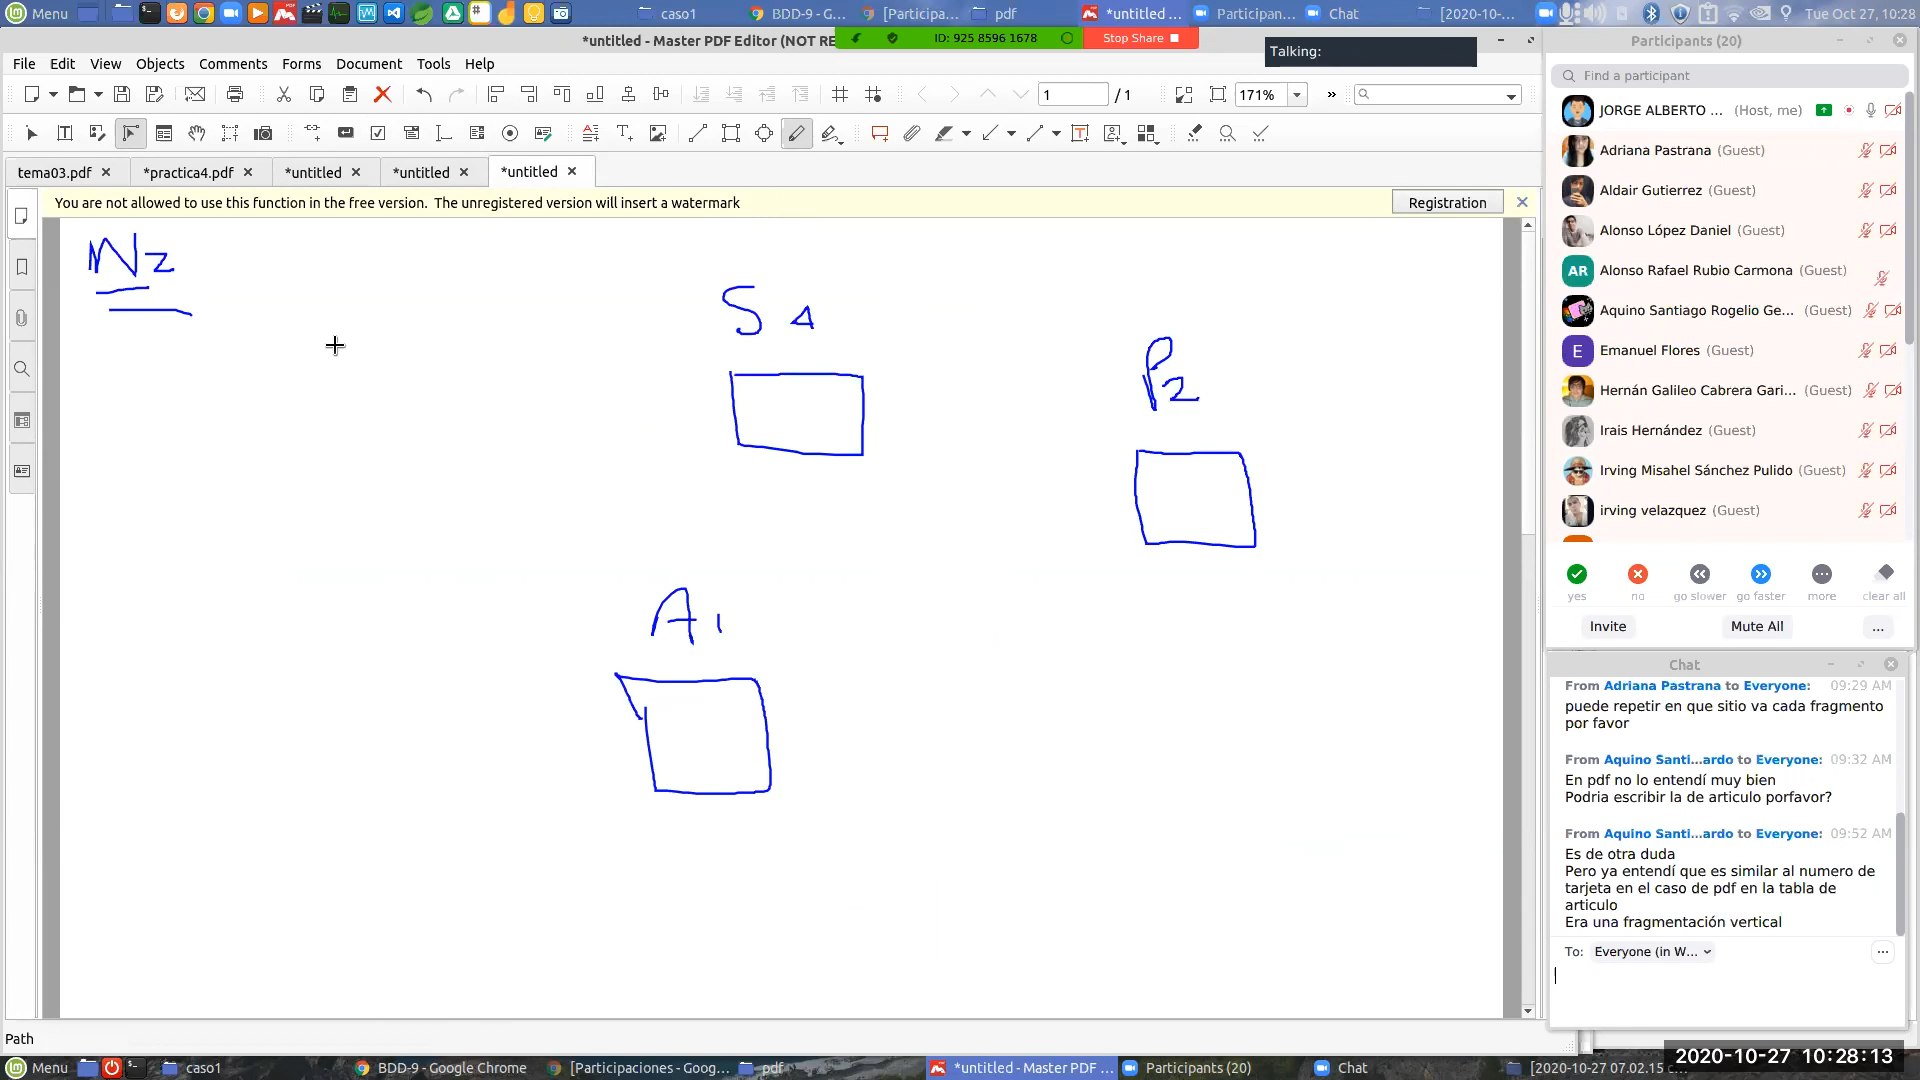 Menu
caso1
BDD-9 - G...
[Participa...
pdf
*untitled ...
Participan...
Chat
[2020-10-...
Tue Oct 27, 10:28
*untitled - Master PDF Editor (NOT RE
ID: 925 8596 1678
Stop Share
Talking:
File Edit View Objects Comments Forms Document Tools Help
1 / 1
171%
tema03.pdf
*practica4.pdf
*untitled
*untitled
*untitled
You are not allowed to use this function in the free version. The unregistered version will insert a watermark
Registration
N2
S4
P2
A1
Path
Participants (20)
Find a participant
JORGE ALBERTO ... (Host, me)
Adriana Pastrana (Guest)
Aldair Gutierrez (Guest)
Alonso López Daniel (Guest)
AR Alonso Rafael Rubio Carmona (Guest)
Aquino Santiago Rogelio Ge... (Guest)
E Emanuel Flores (Guest)
Hernán Galileo Cabrera Gari... (Guest)
Irais Hernández (Guest)
Irving Misahel Sánchez Pulido (Guest)
irving velazquez (Guest)
yes no go slower go faster more clear all
Invite Mute All ...
Chat
From Adriana Pastrana to Everyone: 09:29 AM
puede repetir en que sitio va cada fragmento
por favor
From Aquino Santi...ardo to Everyone: 09:32 AM
En pdf no lo entendí muy bien
Podria escribir la de articulo porfavor?
From Aquino Santi...ardo to Everyone: 09:52 AM
Es de otra duda
Pero ya entendí que es similar al numero de
tarjeta en el caso de pdf en la tabla de
articulo
Era una fragmentación vertical
To: Everyone (in W...
Menu
caso1
BDD-9 - Google Chrome
[Participaciones - Goog...
pdf
*untitled - Master PDF ...
Participants (20)
Chat
[2020-10-27 07.02.15 c...
2020-10-27 10:28:13